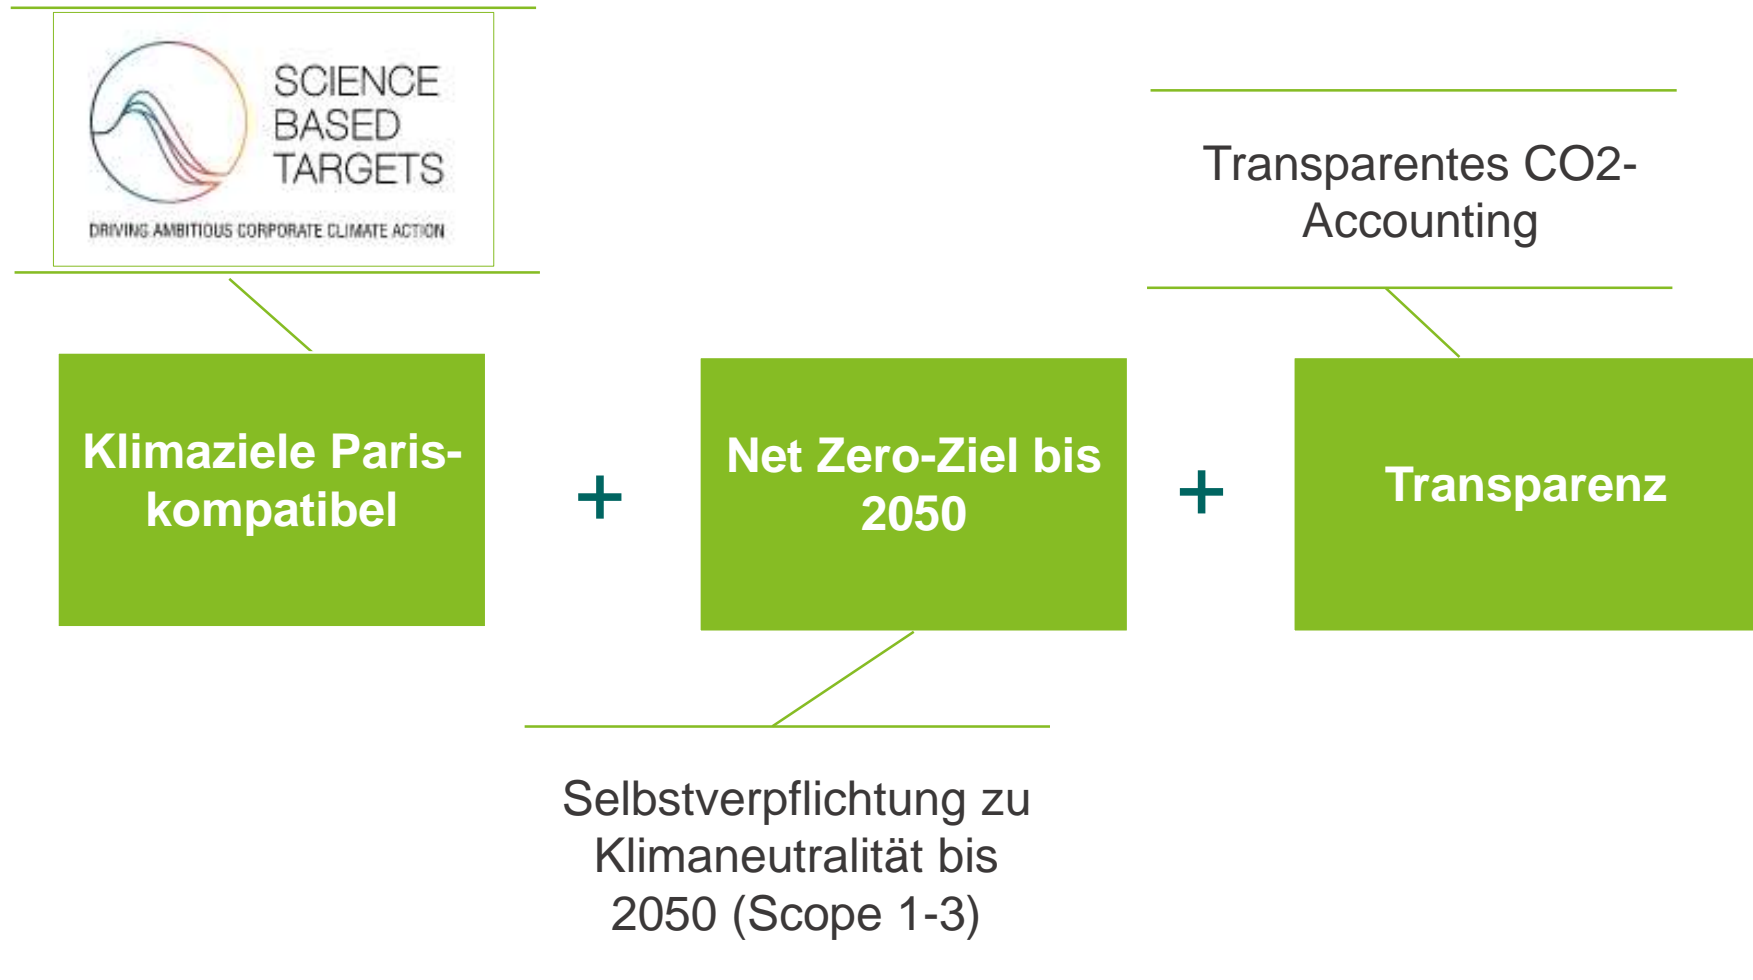 SCIENCE
BASED
TARGETS
DRIVING AMBITIOUS CORPORATE CLIMATE ACTION
Transparentes CO2-
Accounting
Klimaziele Paris-
kompatibel
+
Net Zero-Ziel bis
2050
+
Transparenz
Selbstverpflichtung zu
Klimaneutralität bis
2050 (Scope 1-3)